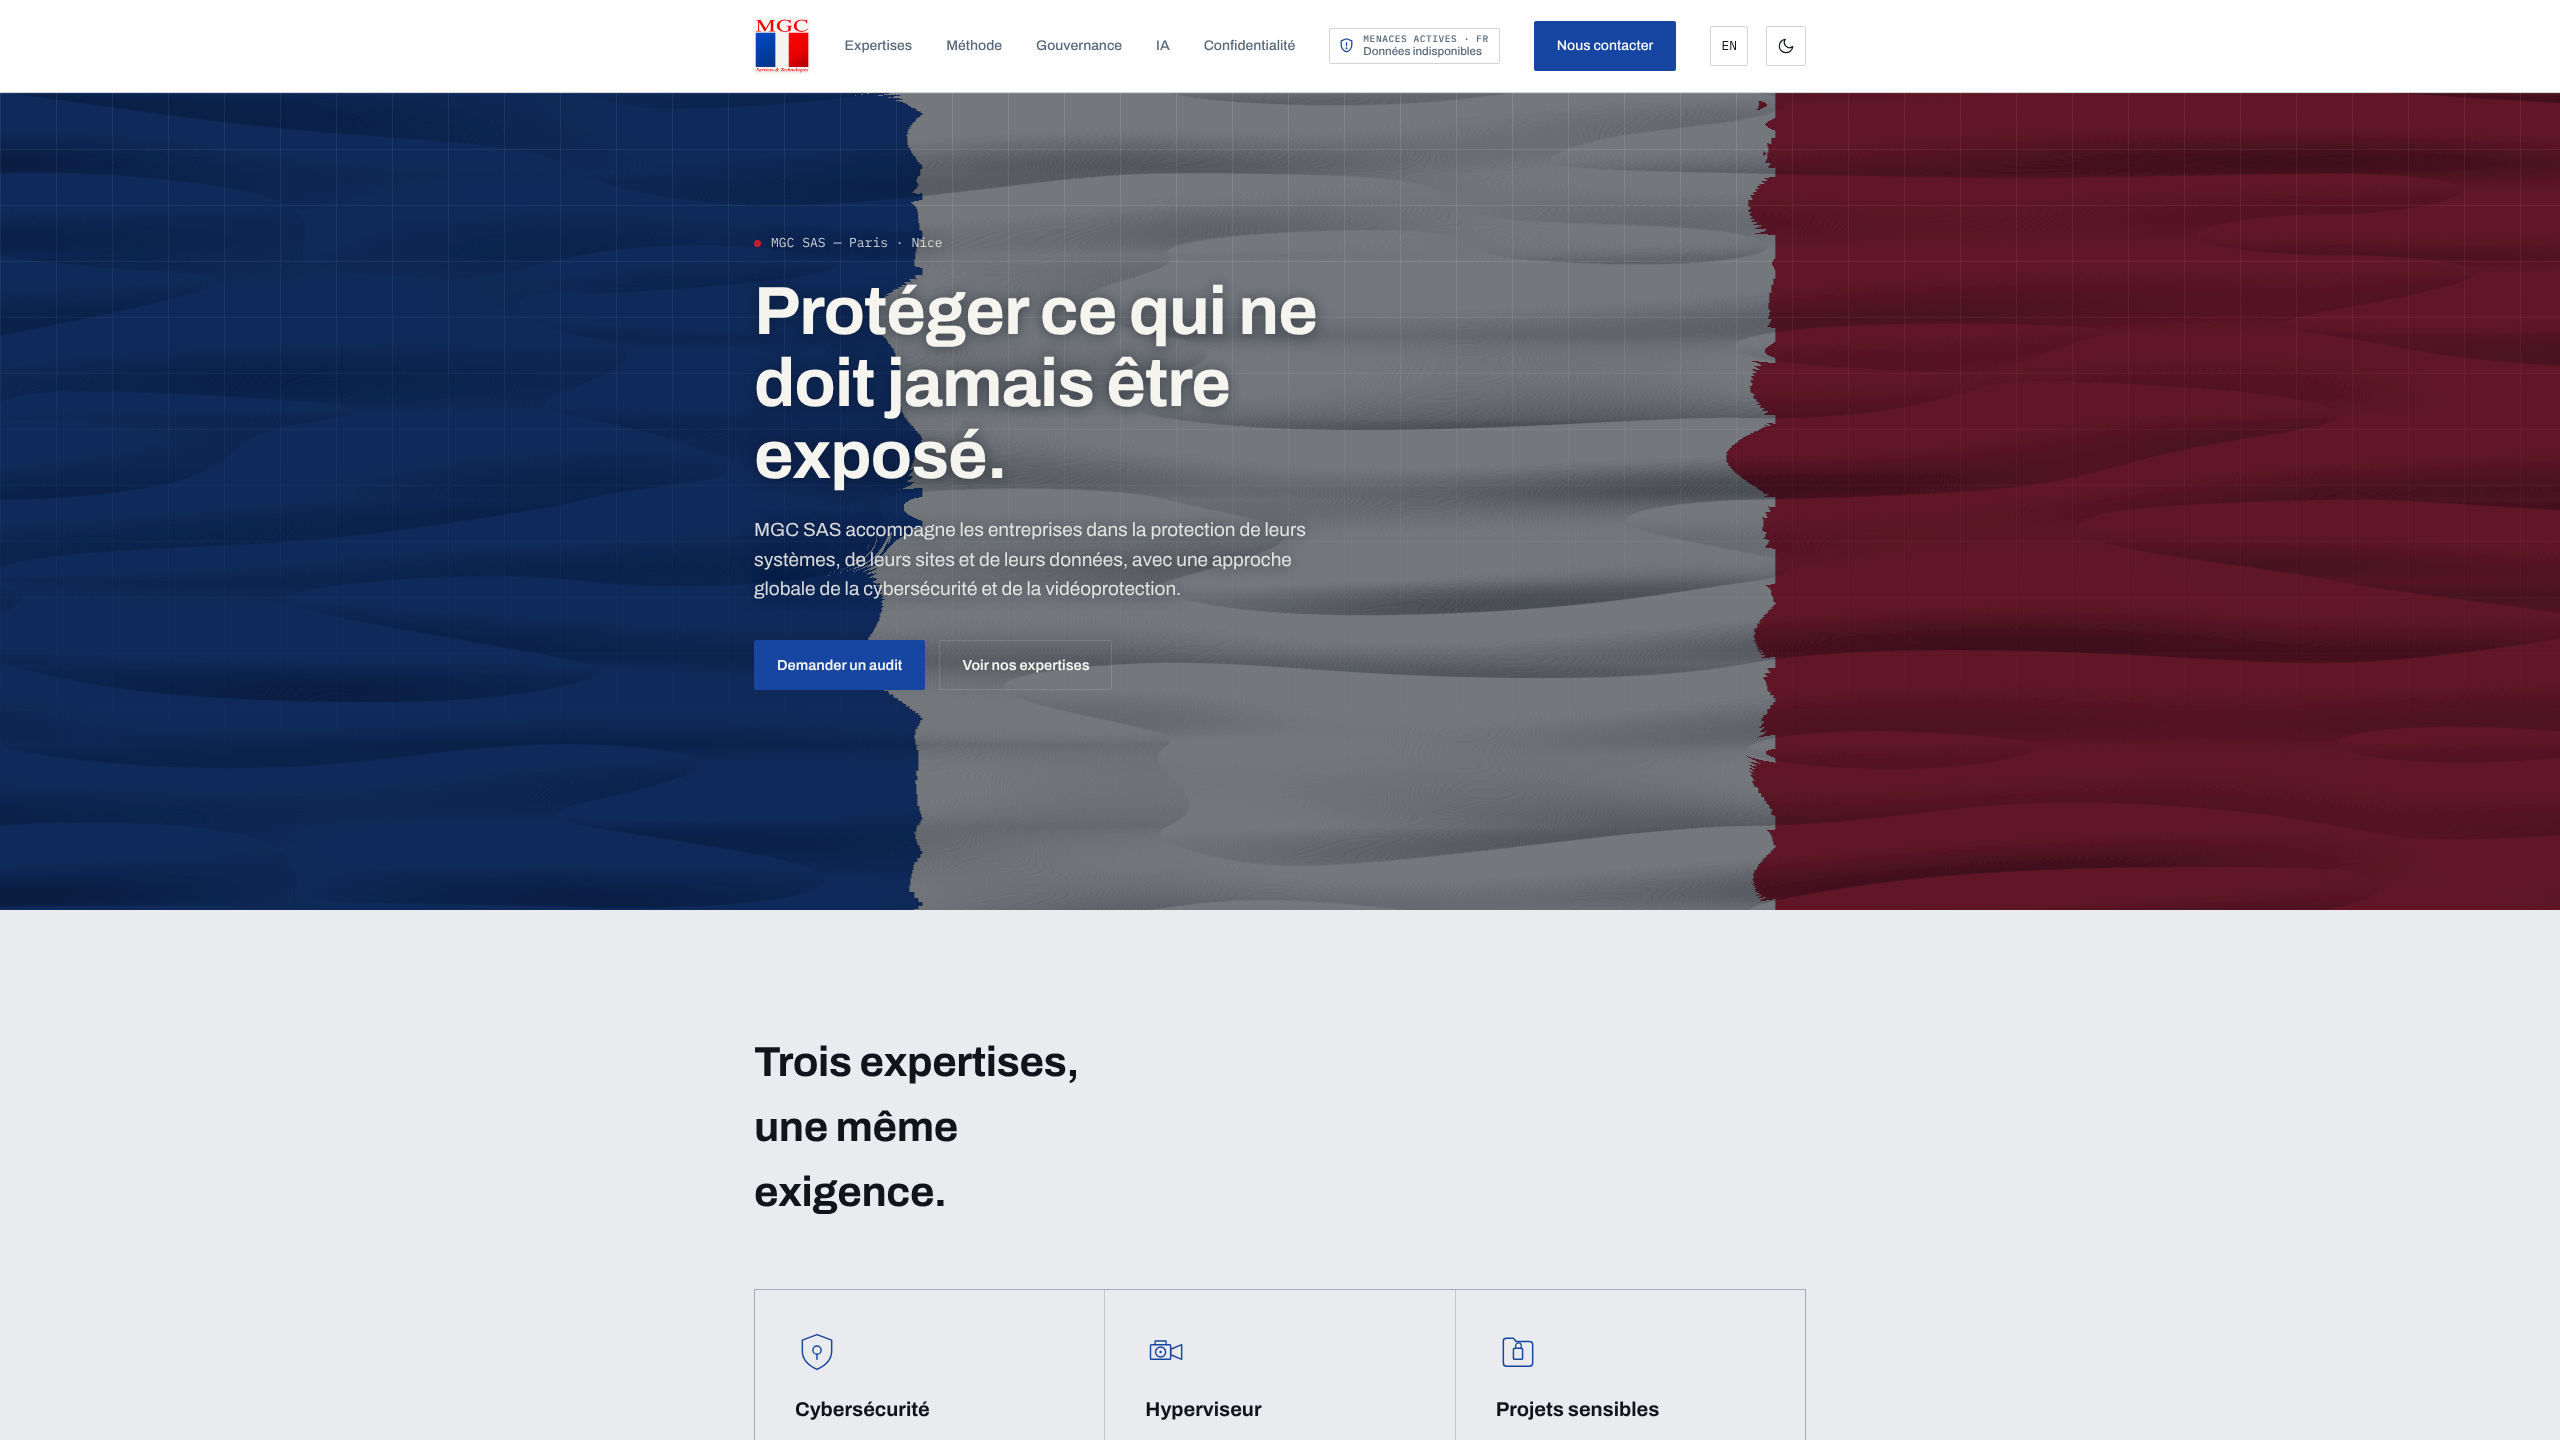 MGC
Services & Technologies
Expertises
Méthode
Gouvernance
IA
Confidentialité
MENACES ACTIVES · FR
Données indisponibles
Nous contacter
EN
MGC SAS — Paris · Nice
Protéger ce qui ne
doit jamais être
exposé.
MGC SAS accompagne les entreprises dans la protection de leurs
systèmes, de leurs sites et de leurs données, avec une approche
globale de la cybersécurité et de la vidéoprotection.
Demander un audit
Voir nos expertises
Trois expertises,
une même
exigence.
Cybersécurité
Hyperviseur
Projets sensibles